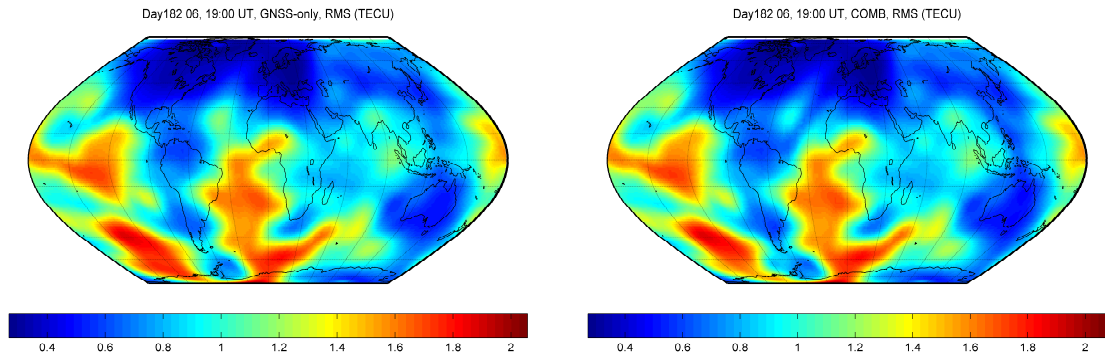 Day182 06, 19:00 UT, GNSS-only, RMS (TECU)
0.4 0.6 0.8 1 1.2 1.4 1.6 1.8 2
Day182 06, 19:00 UT, COMB, RMS (TECU)
0.4 0.6 0.8 1 1.2 1.4 1.6 1.8 2